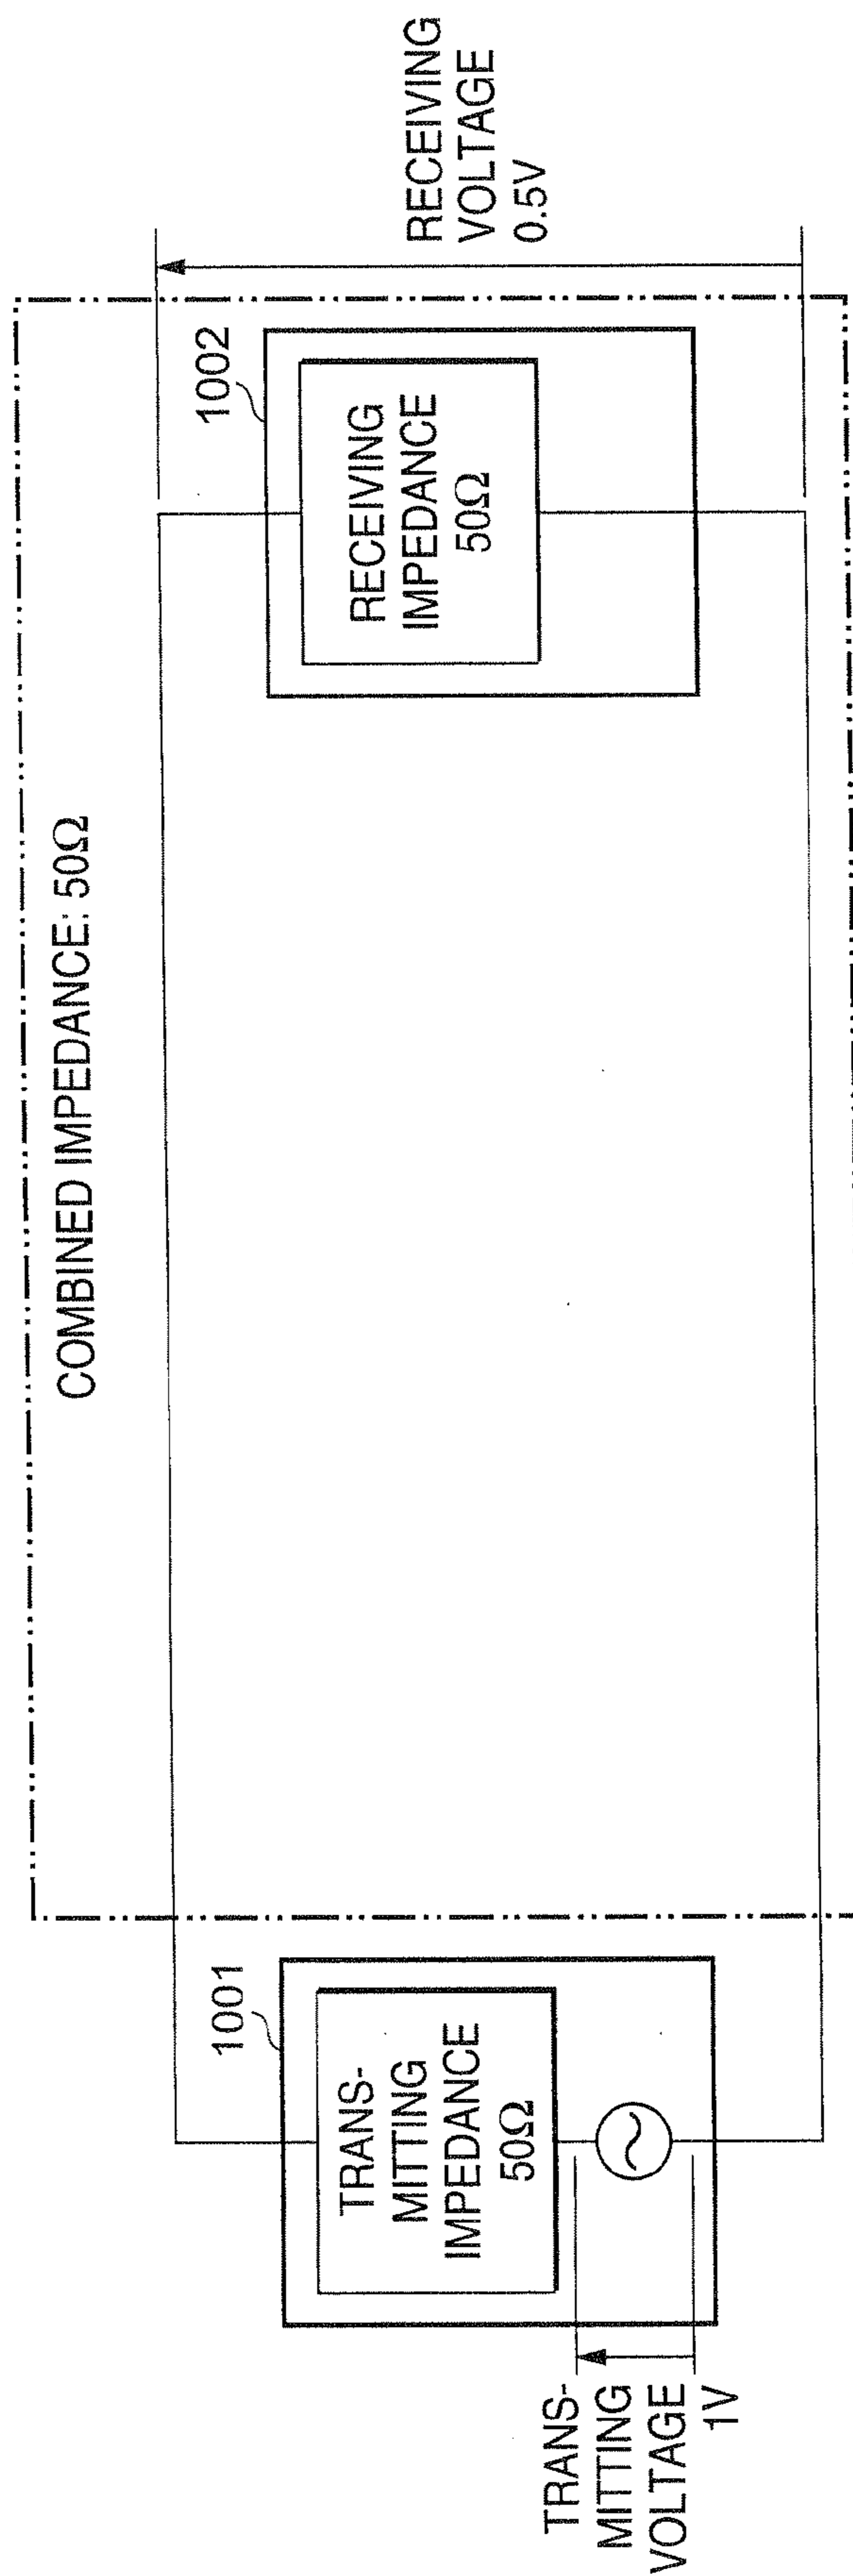 COMBINED IMPEDANCE: 50Ω
1001
TRANS-
MITTING
IMPEDANCE
50Ω
TRANS-
MITTING
VOLTAGE
1V
1002
RECEIVING
IMPEDANCE
50Ω
RECEIVING
VOLTAGE
0.5V